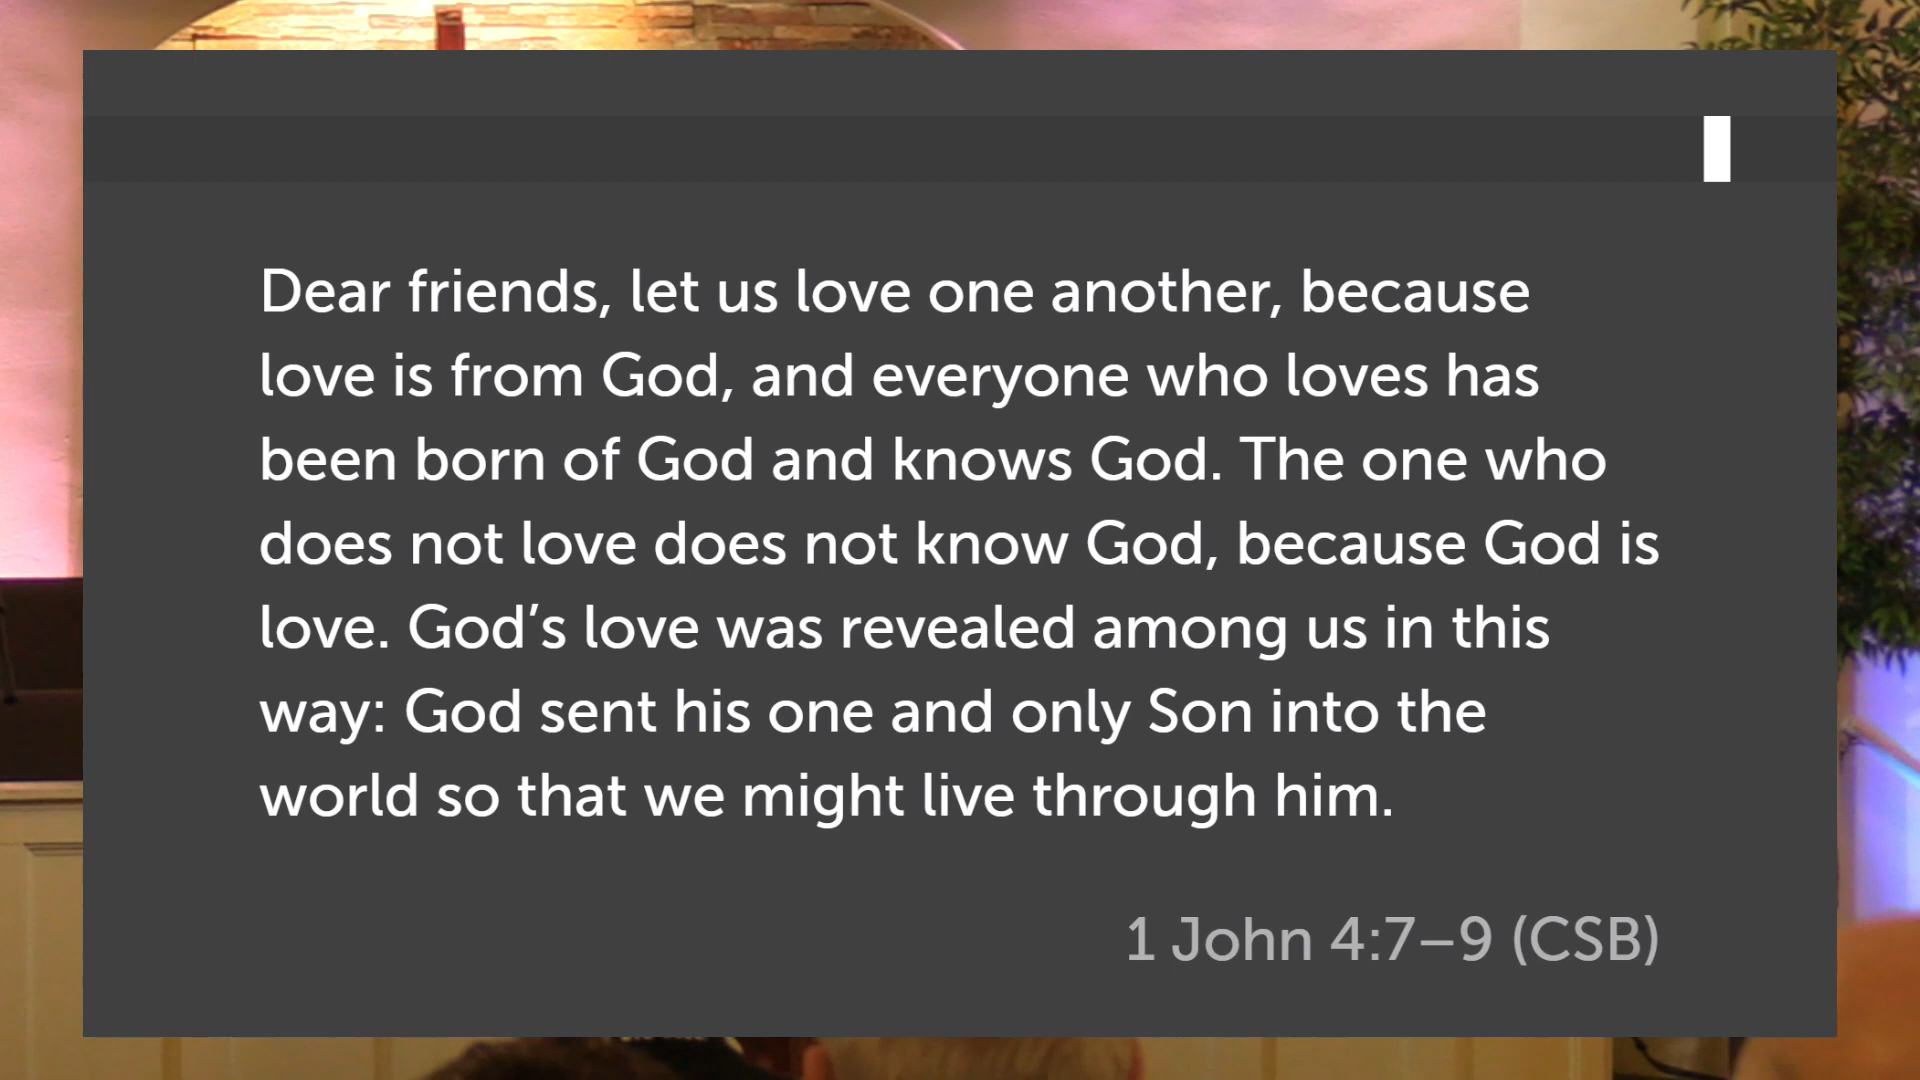 Dear friends, let us love one another, because
love is from God, and everyone who loves has
been born of God and knows God. The one who
does not love does not know God, because God is
love. God’s love was revealed among us in this
way: God sent his one and only Son into the
world so that we might live through him.
1 John 4:7–9 (CSB)